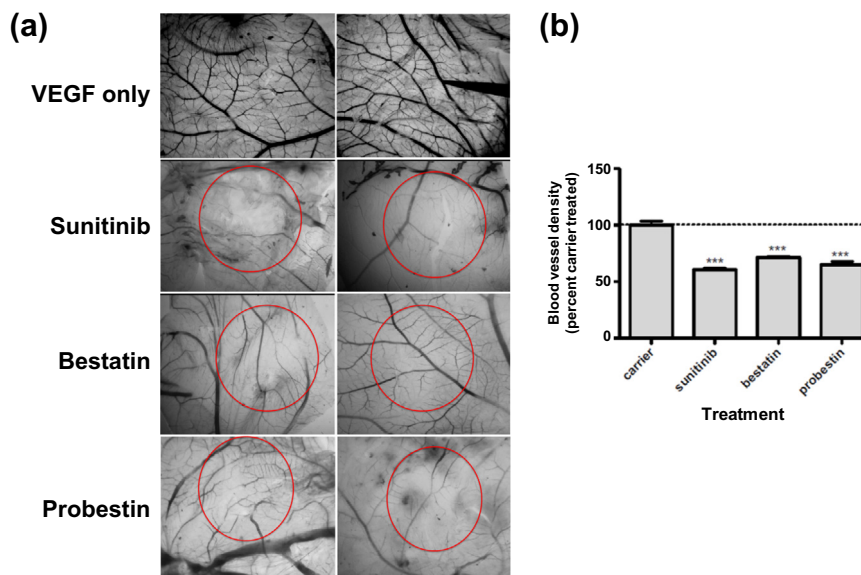 (a)
VEGF only
Sunitinib
Bestatin
Probestin
(b)
Blood vessel density
(percent carrier treated)
150
100
50
0
***
***
***
carrier
sunitinib
bestatin
probestin
Treatment